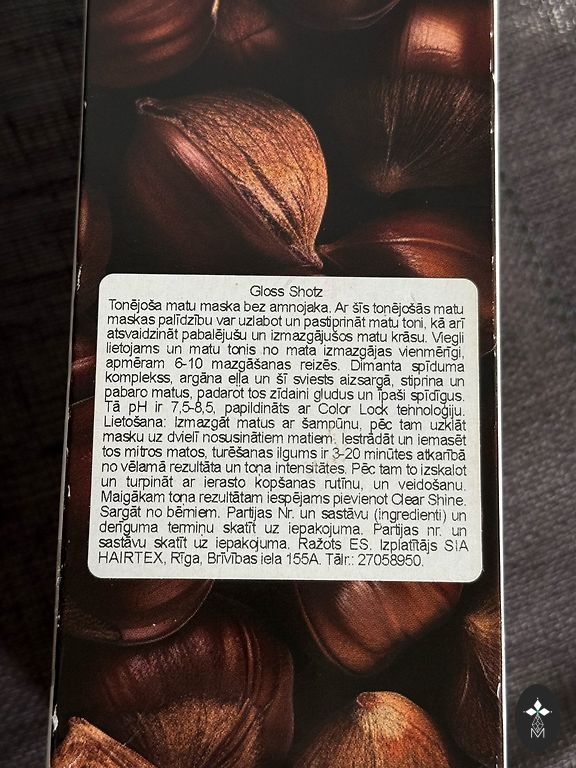 Gloss Shotz
Tonējoša matu maska bez amnojaka. Ar šīs tonējošās matu
maskas palīdzību var uzlabot un pastiprināt matu toni, kā arī
atsvaidzināt pabalējušu un izmazgājušos matu krāsu. Viegli
lietojams un matu tonis no mata izmazgājas vienmērīgi,
apmēram 6-10 mazgāšanas reizēs. Dimanta spīduma
komplekss, argāna eļļa un šī sviests aizsargā, stiprina un
pabaro matus, padarot tos zīdaini gludus un īpaši spīdīgus.
Tā pH ir 7,5-8,5, papildināts ar Color Lock tehnoloģiju.
Lietošana: Izmazgāt matus ar šampūnu, pēc tam uzklāt
masku uz dvielī nosusinātiem matiem. Iestrādāt un iemasēt
tos mitros matos, turēšanas ilgums ir 3-20 minūtes atkarībā
no vēlamā rezultāta un toņa intensitātes. Pēc tam to izskalot
un turpināt ar ierasto kopšanas rutīnu, un veidošanu.
Maigākam toņa rezultātam iespējams pievienot Clear Shine.
Sargāt no bērniem. Partijas Nr. un sastāvu (ingredienti) un
derīguma termiņu skatīt uz iepakojuma. Partijas nr. un
sastāvu skatīt uz iepakojuma. Ražots ES. Izplatītājs SIA
HAIRTEX, Rīga, Brīvības iela 155A. Tālr.: 27058950.